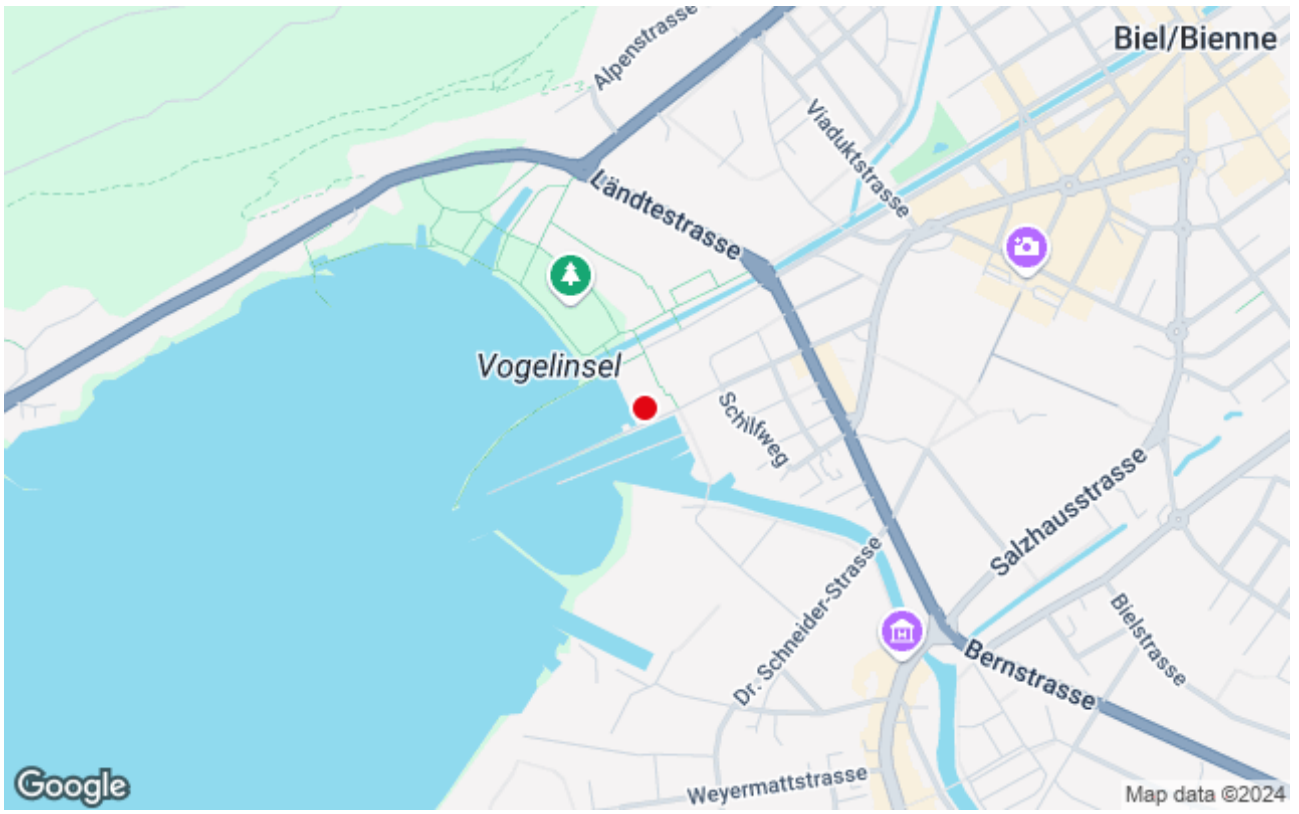 Biel/Bienne
Alpenstrasse
Viaduktstrasse
Ländtestrasse
Vogelinsel
Schilfweg
Salzhausstrasse
Dr. Schneider-Strasse
Bielstrasse
Bernstrasse
Weyermattstrasse
Google
Map data ©2024